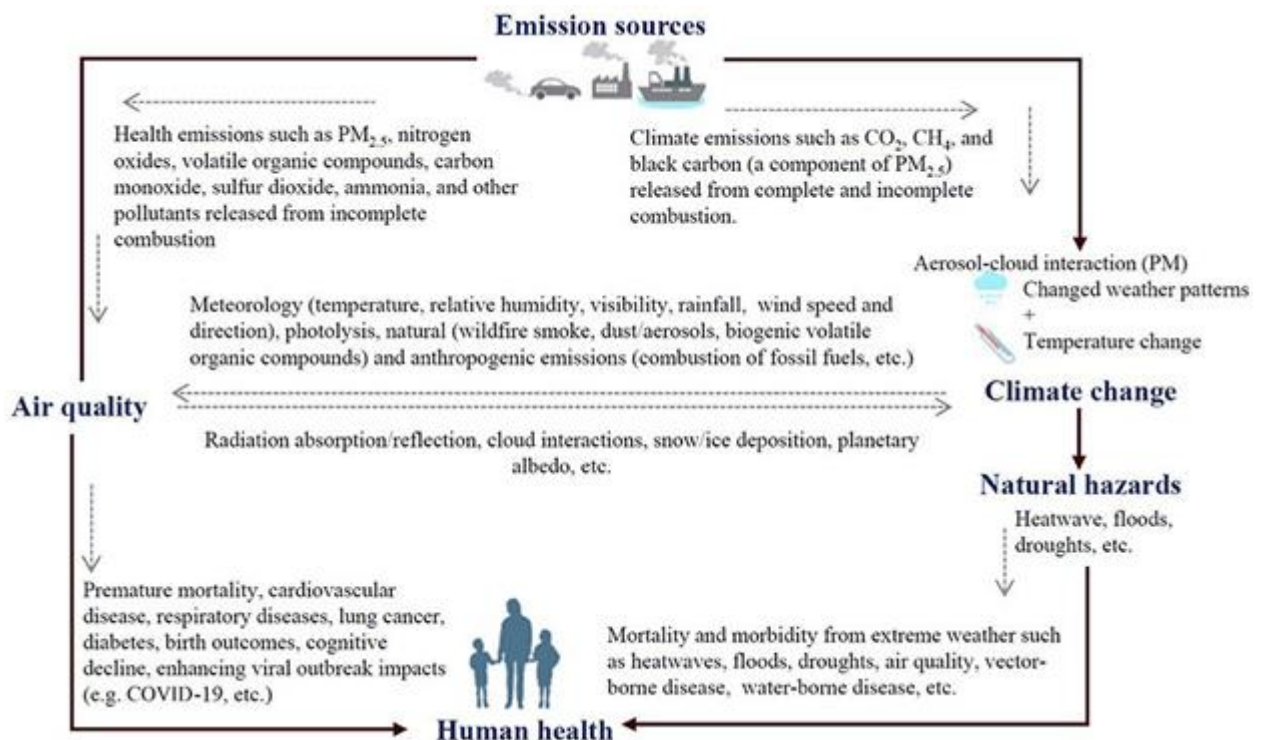 Emission sources
Health emissions such as PM2.5, nitrogen
oxides, volatile organic compounds, carbon
monoxide, sulfur dioxide, ammonia, and other
pollutants released from incomplete
combustion
Climate emissions such as CO2, CH4, and
black carbon (a component of PM2.5)
released from complete and incomplete
combustion.
Aerosol-cloud interaction (PM)
Changed weather patterns
+
Temperature change
Meteorology (temperature, relative humidity, visibility, rainfall, wind speed and
direction), photolysis, natural (wildfire smoke, dust/aerosols, biogenic volatile
organic compounds) and anthropogenic emissions (combustion of fossil fuels, etc.)
Air quality
Climate change
Radiation absorption/reflection, cloud interactions, snow/ice deposition, planetary
albedo, etc.
Natural hazards
Heatwave, floods,
droughts, etc.
Premature mortality, cardiovascular
disease, respiratory diseases, lung cancer,
diabetes, birth outcomes, cognitive
decline, enhancing viral outbreak impacts
(e.g. COVID-19, etc.)
Mortality and morbidity from extreme weather such
as heatwaves, floods, droughts, air quality, vector-
borne disease, water-borne disease, etc.
Human health